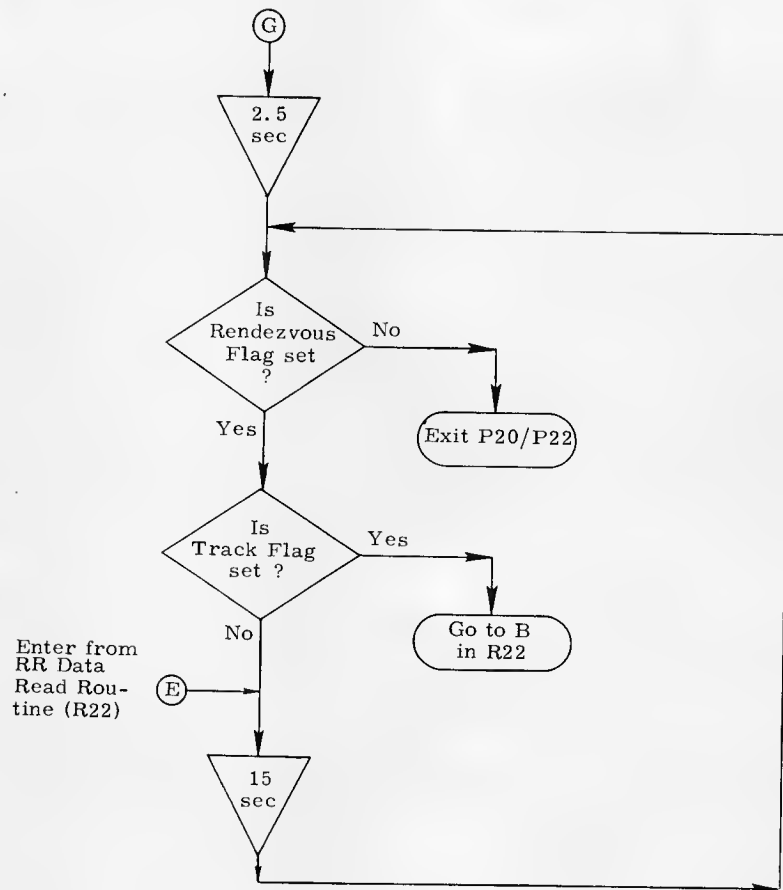 G
2.5
sec
Is
Rendezvous
Flag set
?
No
Exit P20/P22
Yes
Is
Track Flag
set ?
Yes
Go to B
in R22
No
Enter from
RR Data
Read Rou-
tine (R22)
E
15
sec